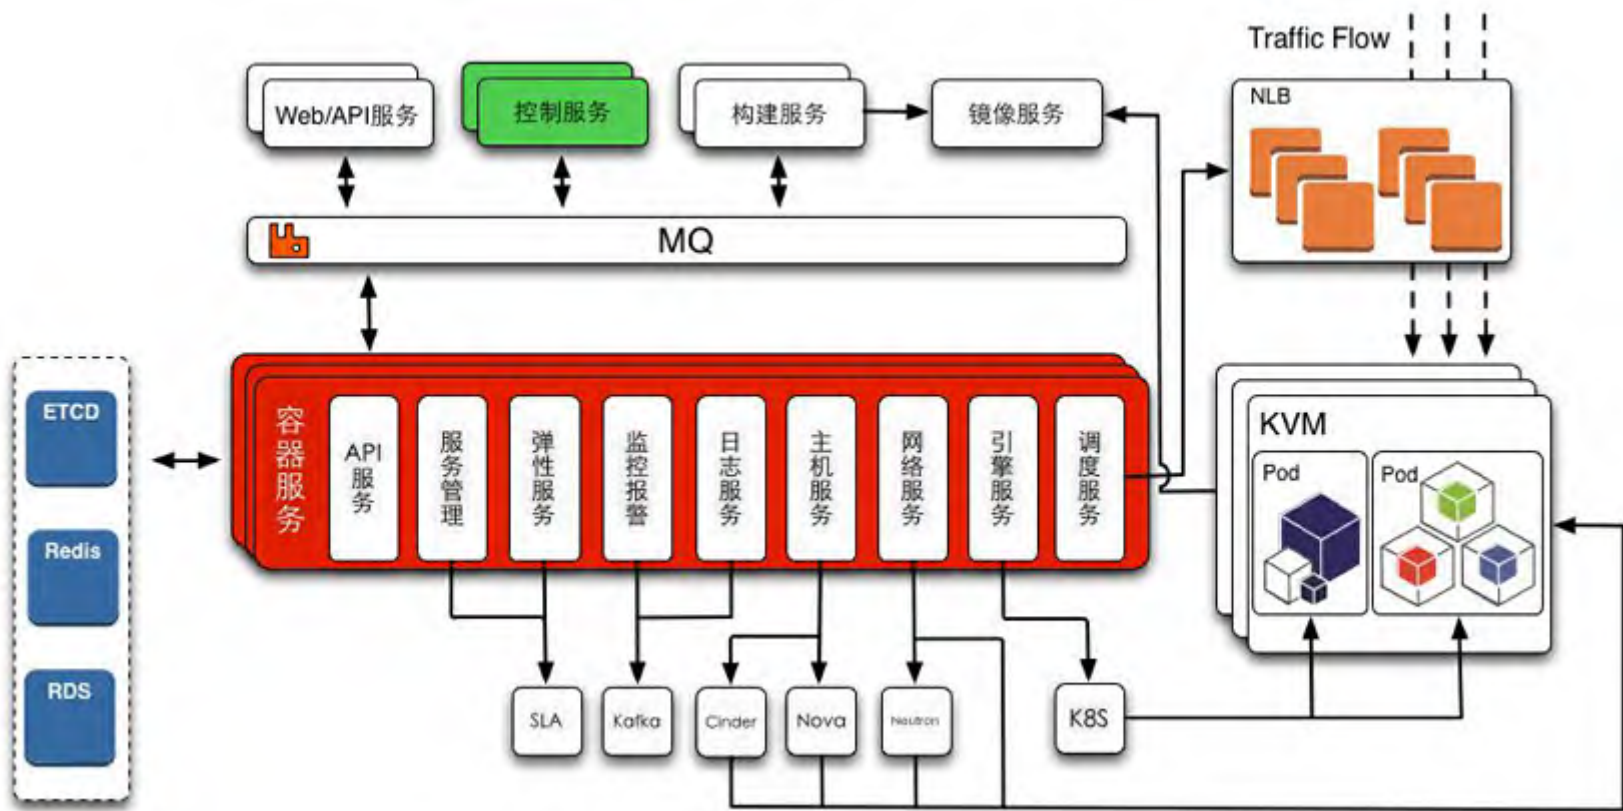 Traffic Flow
NLB
Web/API服务
控制服务
构建服务
镜像服务
MQ
ETCD
Redis
RDS
容器服务
API服务
服务管理
弹性服务
监控报警
日志服务
主机服务
网络服务
引擎服务
调度服务
KVM
Pod
Pod
SLA
Kafka
Cinder
Nova
Neutron
K8S